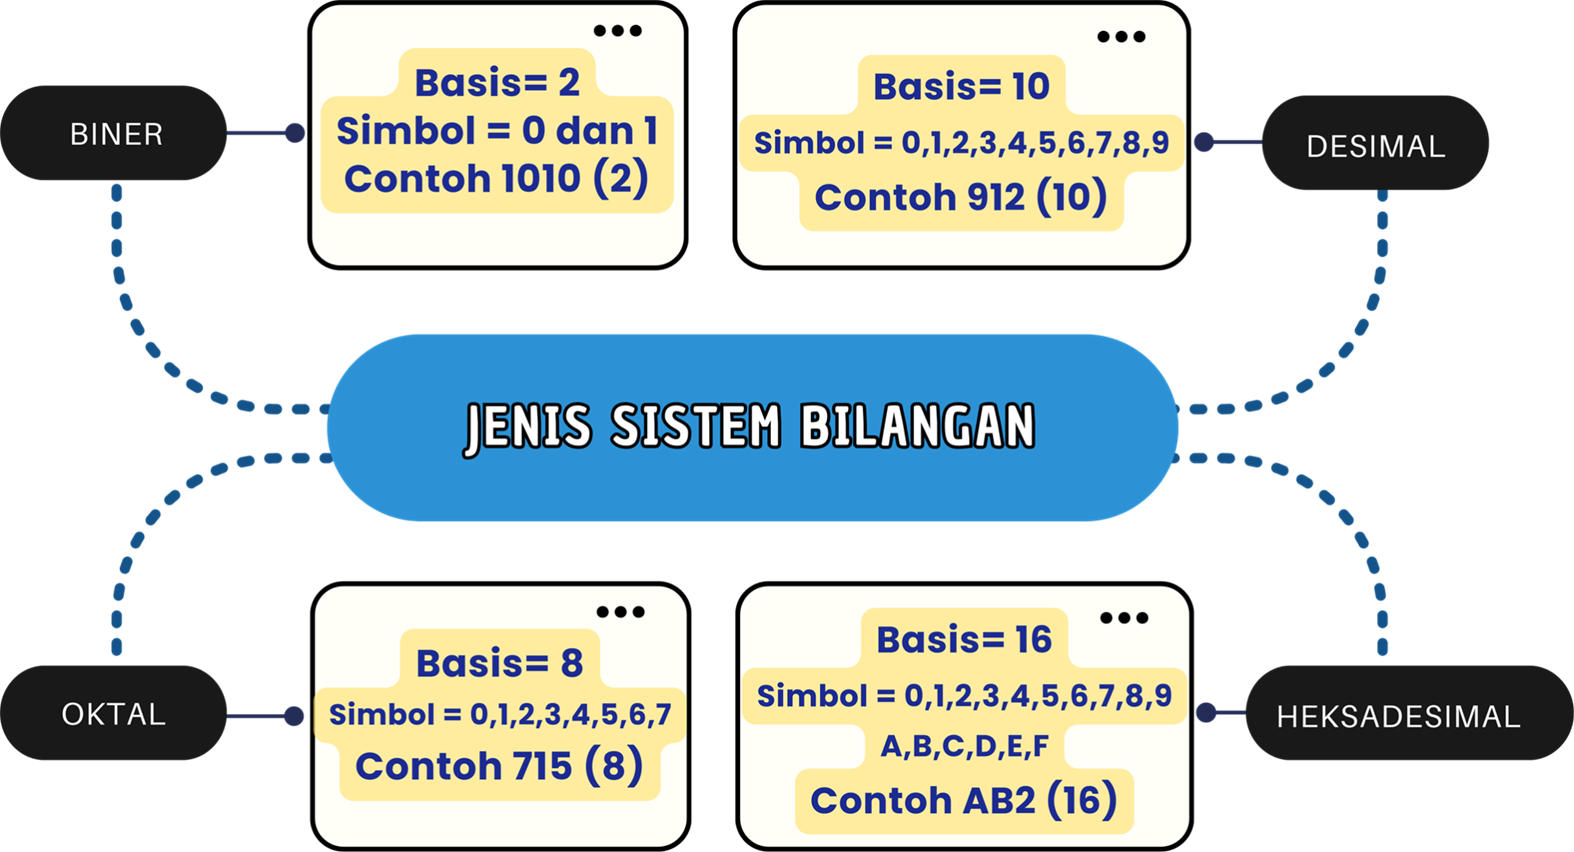 BINER
Basis= 2
Simbol = 0 dan 1
Contoh 1010 (2)
Basis= 10
Simbol = 0,1,2,3,4,5,6,7,8,9
Contoh 912 (10)
DESIMAL
JENIS SISTEM BILANGAN
OKTAL
Basis= 8
Simbol = 0,1,2,3,4,5,6,7
Contoh 715 (8)
Basis= 16
Simbol = 0,1,2,3,4,5,6,7,8,9
A,B,C,D,E,F
Contoh AB2 (16)
HEKSADESIMAL